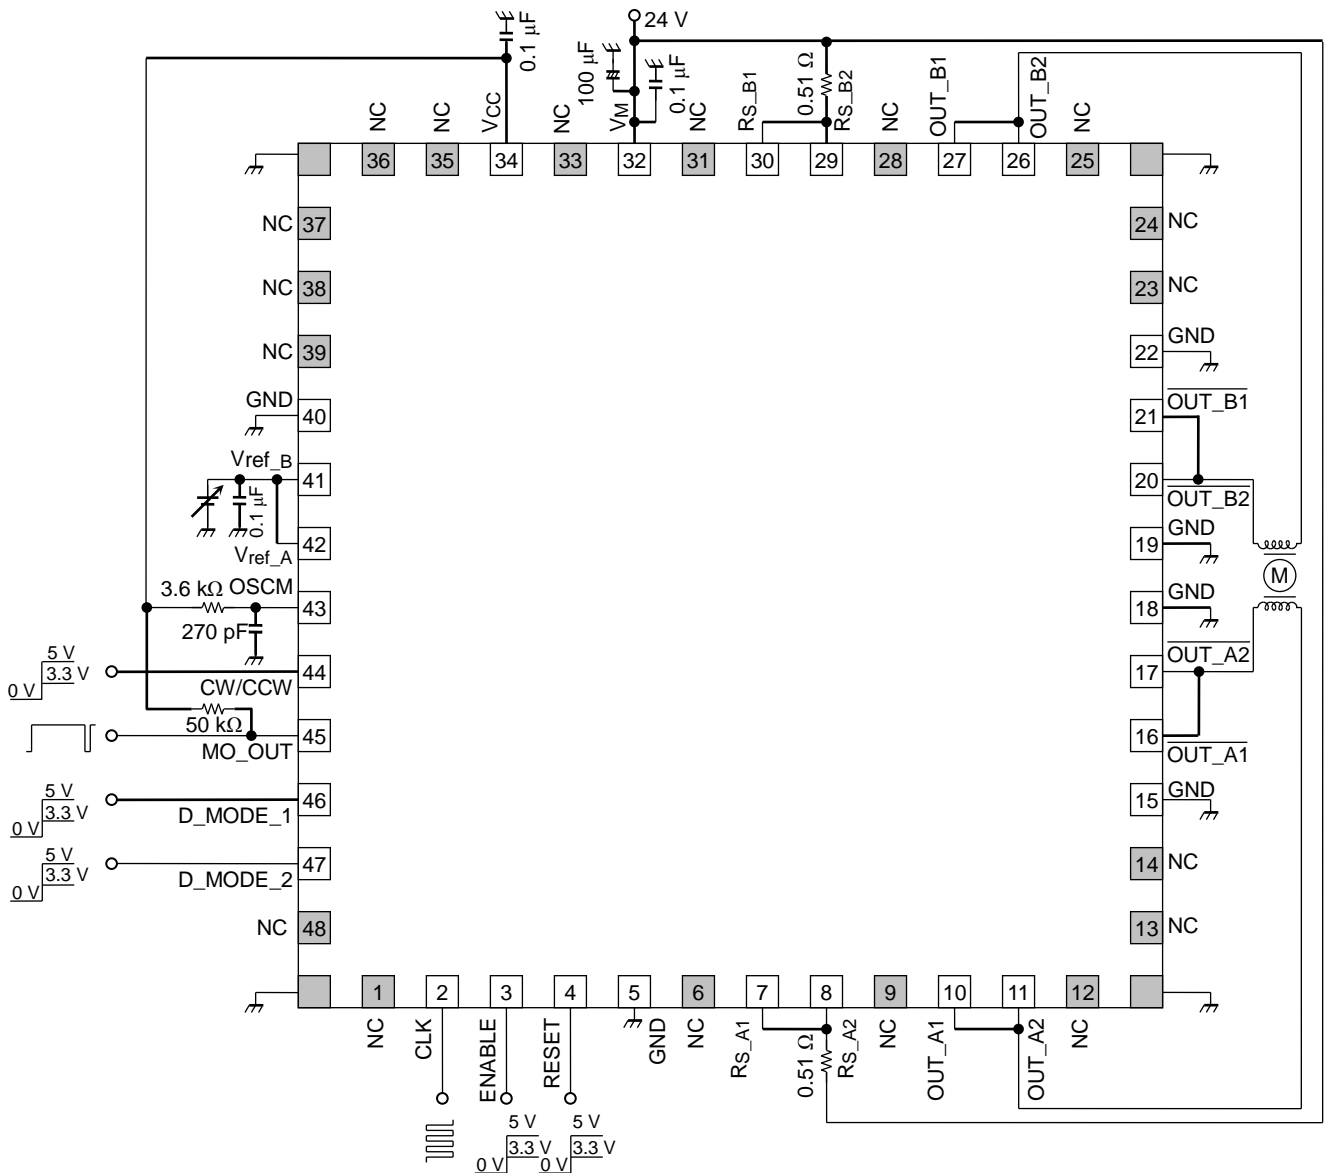 24 V
0.1 μF
100 μF
0.1 μF
0.51 Ω
NC
NC
VCC
NC
VM
NC
RS_B1
RS_B2
NC
OUT_B1
OUT_B2
NC
36
35
34
33
32
31
30
29
28
27
26
25
NC 37
24 NC
NC 38
23 NC
NC 39
22 GND
GND 40
21 OUT_B1
Vref_B 41
20 OUT_B2
0.1 μF
42 Vref_A
19 GND
3.6 kΩ OSCM 43
18 GND
270 pF
M
5 V
3.3 V
0 V
44 CW/CCW
17 OUT_A2
50 kΩ
45 MO_OUT
16 OUT_A1
5 V
3.3 V
0 V
46 D_MODE_1
15 GND
5 V
3.3 V
0 V
47 D_MODE_2
14 NC
NC 48
13 NC
1
2
3
4
5
6
7
8
9
10
11
12
NC
CLK
ENABLE
RESET
GND
NC
RS_A1
0.51 Ω
RS_A2
NC
OUT_A1
OUT_A2
NC
5 V
3.3 V
0 V
5 V
3.3 V
0 V